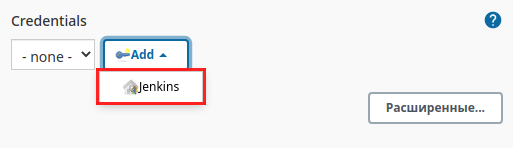 Credentials
- none -
Add
Jenkins
Расширенные...